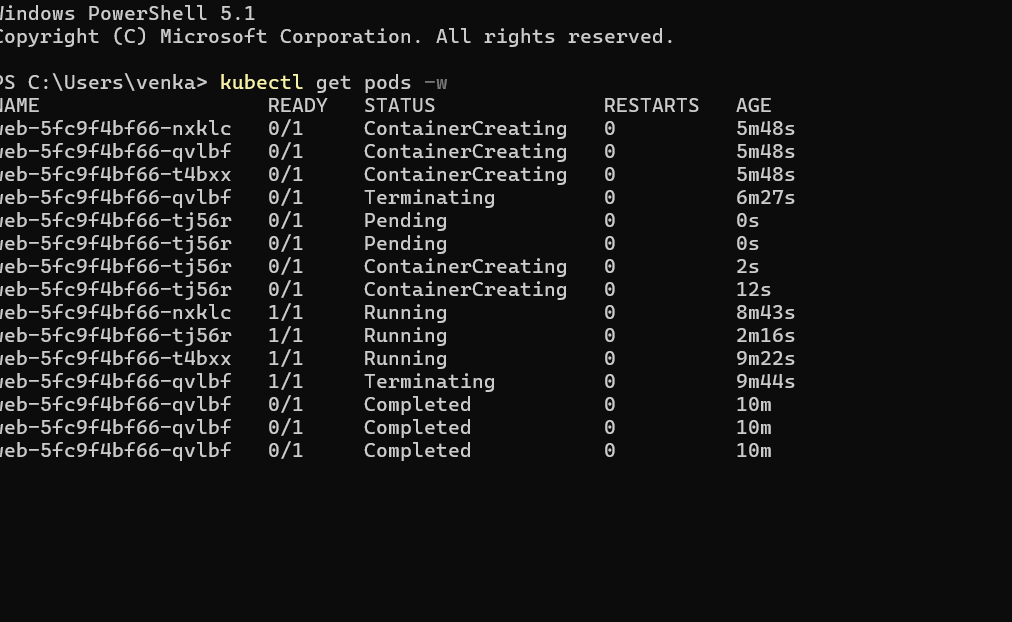 Windows PowerShell 5.1
Copyright (C) Microsoft Corporation. All rights reserved.
PS C:\Users\venka> kubectl get pods -w
NAME READY STATUS RESTARTS AGE
web-5fc9f4bf66-nxklc 0/1 ContainerCreating 0 5m48s
web-5fc9f4bf66-qvlbf 0/1 ContainerCreating 0 5m48s
web-5fc9f4bf66-t4bxx 0/1 ContainerCreating 0 5m48s
web-5fc9f4bf66-qvlbf 0/1 Terminating 0 6m27s
web-5fc9f4bf66-tj56r 0/1 Pending 0 0s
web-5fc9f4bf66-tj56r 0/1 Pending 0 0s
web-5fc9f4bf66-tj56r 0/1 ContainerCreating 0 2s
web-5fc9f4bf66-tj56r 0/1 ContainerCreating 0 12s
web-5fc9f4bf66-nxklc 1/1 Running 0 8m43s
web-5fc9f4bf66-tj56r 1/1 Running 0 2m16s
web-5fc9f4bf66-t4bxx 1/1 Running 0 9m22s
web-5fc9f4bf66-qvlbf 1/1 Terminating 0 9m44s
web-5fc9f4bf66-qvlbf 0/1 Completed 0 10m
web-5fc9f4bf66-qvlbf 0/1 Completed 0 10m
web-5fc9f4bf66-qvlbf 0/1 Completed 0 10m